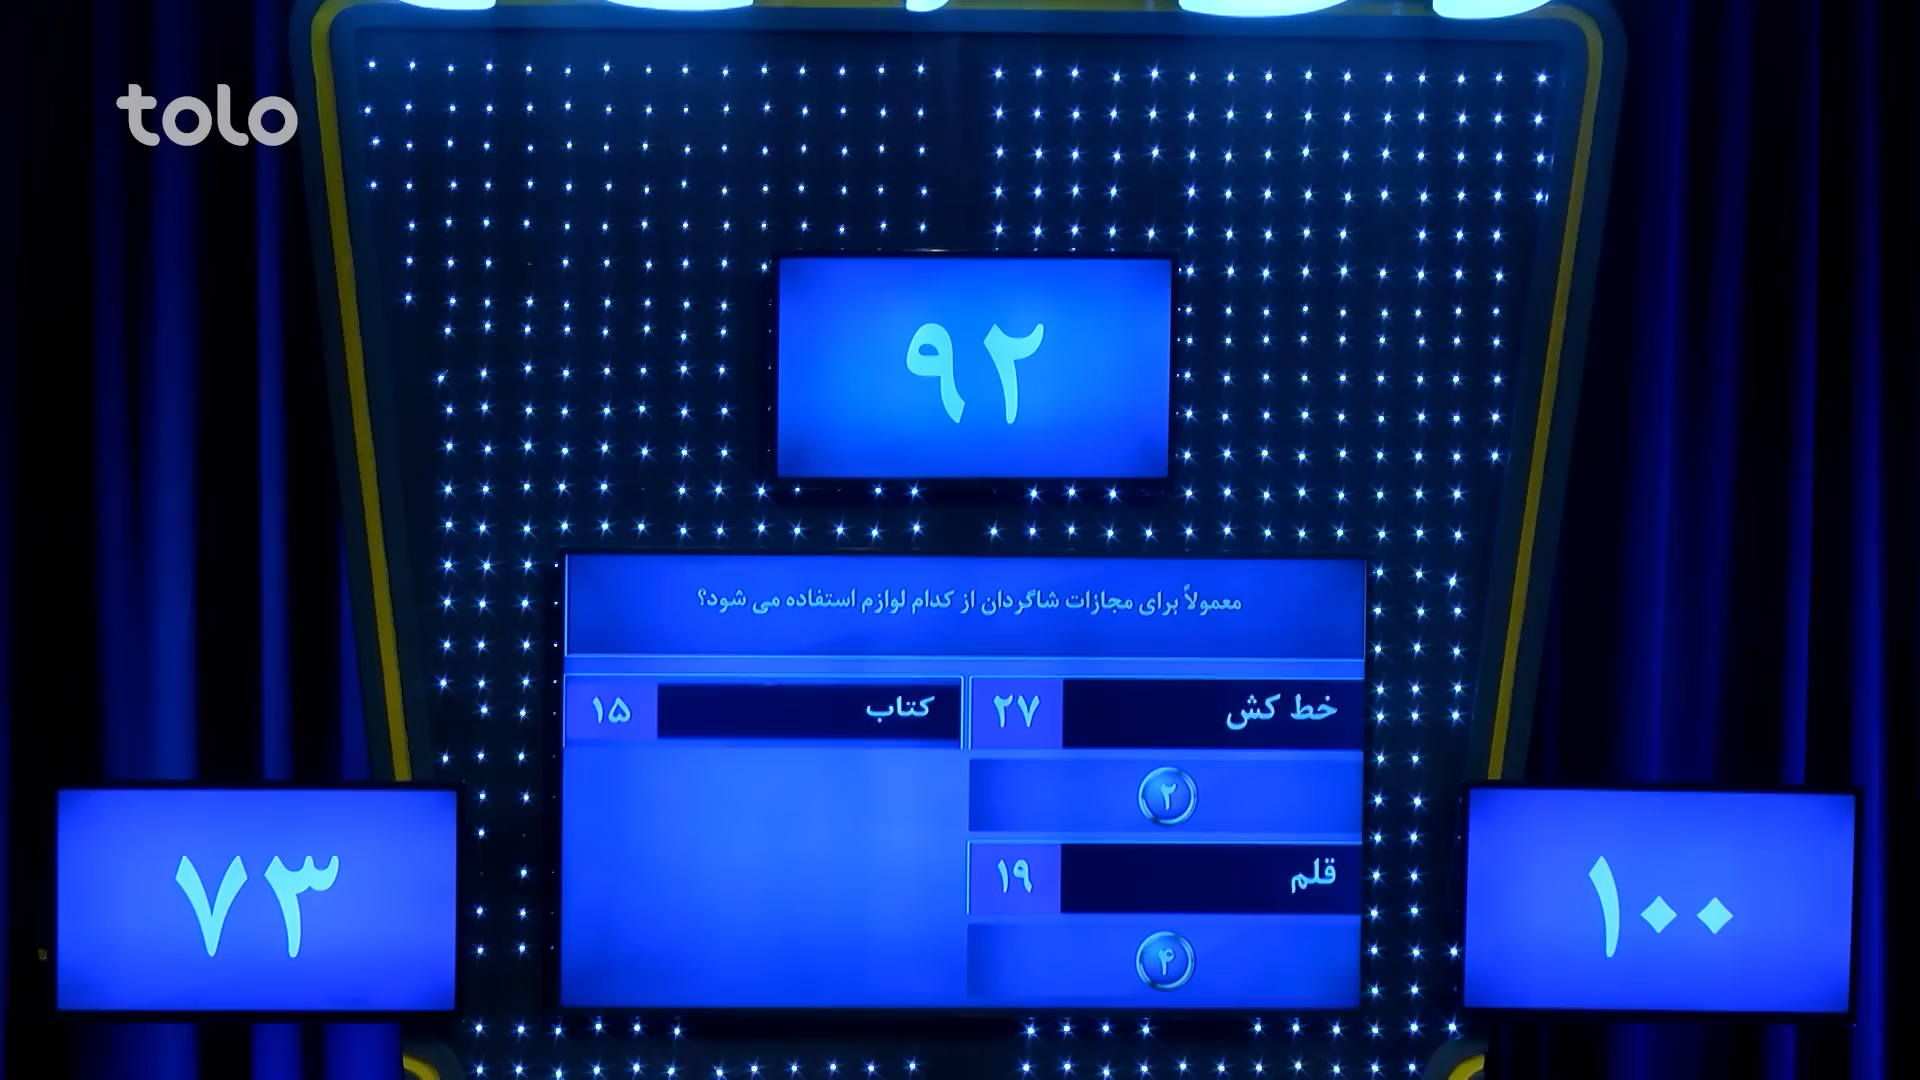 tolo
۹۲
معمولاً برای مجازات شاگردان از کدام لوازم استفاده می شود؟
خط کش ۲۷
کتاب ۱۵
۲
قلم ۱۹
۴
۷۳
۱۰۰